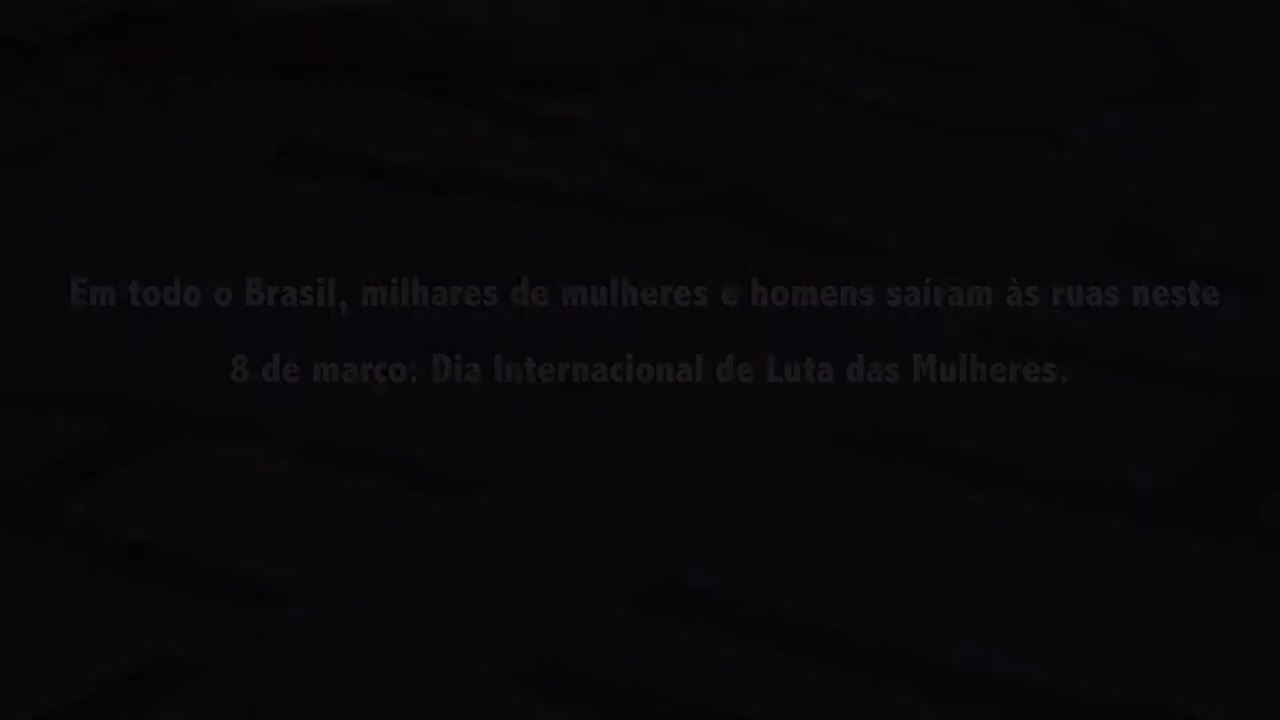 Em todo o Brasil, milhares de mulheres e homens saíram às ruas neste
8 de março: Dia Internacional de Luta das Mulheres.